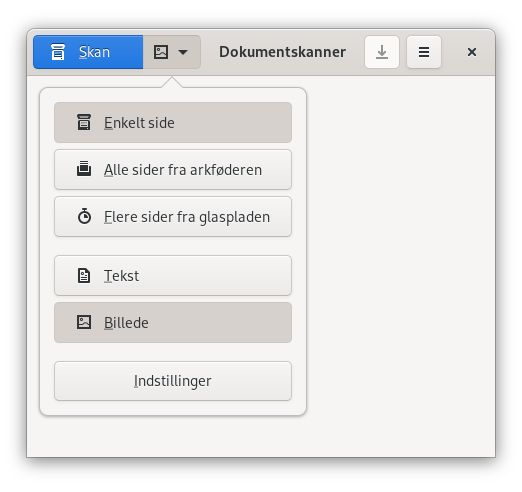 Skan
Dokumentskanner
Enkelt side
Alle sider fra arkføderen
Flere sider fra glaspladen
Tekst
Billede
Indstillinger